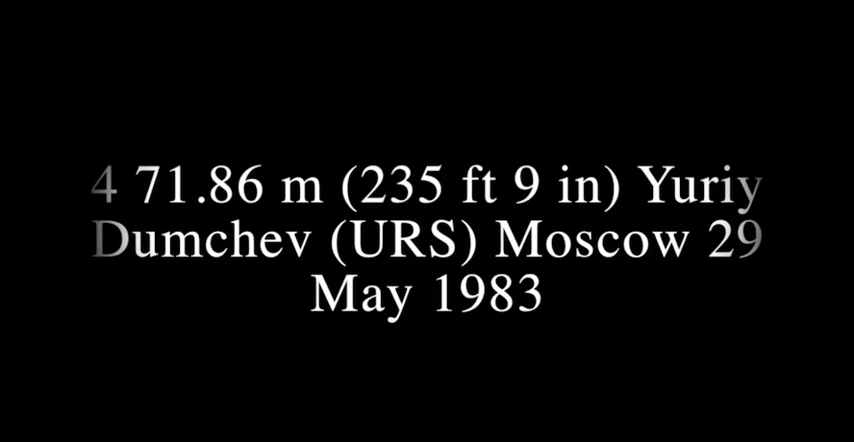 4 71.86 m (235 ft 9 in) Yuriy
Dumchev (URS) Moscow 29
May 1983